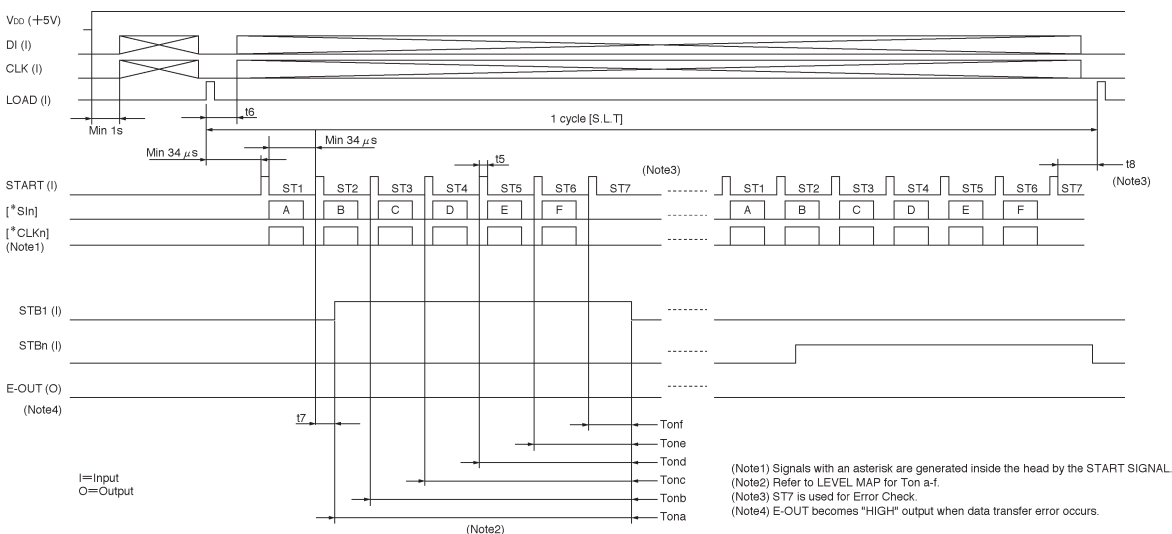 VDD (+5V)
DI (I)
CLK (I)
LOAD (I)
Min 1s
t6
1 cycle [S.L.T]
Min 34 μs
Min 34 μs
t5
(Note3)
t8
(Note3)
START (I)
ST1 ST2 ST3 ST4 ST5 ST6 ST7 ST1 ST2 ST3 ST4 ST5 ST6 ST7
[*SIn]
A B C D E F A B C D E F
[*CLKn]
(Note1)
STB1 (I)
STBn (I)
E-OUT (O)
(Note4)
t7
Tonf
Tone
Tond
Tonc
Tonb
Tona
(Note2)
I=Input
O=Output
(Note1) Signals with an asterisk are generated inside the head by the START SIGNAL.
(Note2) Refer to LEVEL MAP for Ton a-f.
(Note3) ST7 is used for Error Check.
(Note4) E-OUT becomes "HIGH" output when data transfer error occurs.